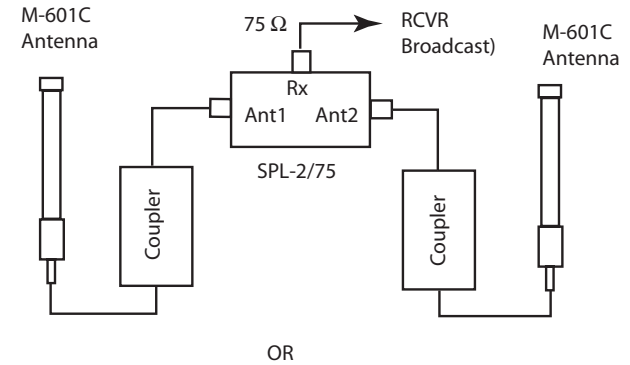 M-601C
Antenna
75 Ω
RCVR
Broadcast)
M-601C
Antenna
Rx
Ant1
Ant2
SPL-2/75
Coupler
Coupler
OR